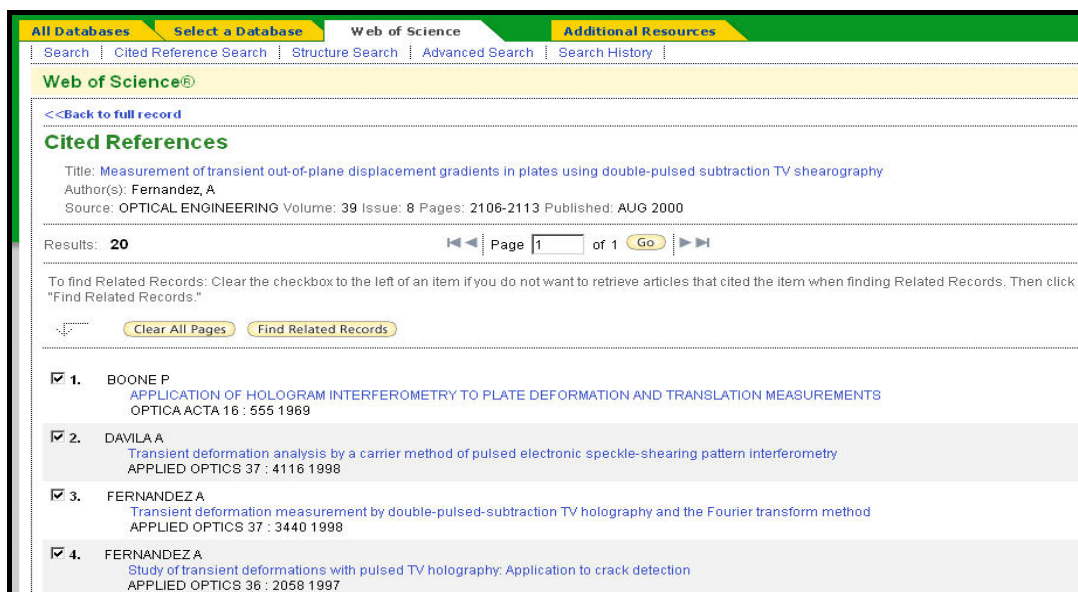 All Databases Select a Database Web of Science Additional Resources
Search Cited Reference Search Structure Search Advanced Search Search History
Web of Science®
<<Back to full record
Cited References
Title: Measurement of transient out-of-plane displacement gradients in plates using double-pulsed subtraction TV shearography
Author(s): Fernandez, A
Source: OPTICAL ENGINEERING Volume: 39 Issue: 8 Pages: 2106-2113 Published: AUG 2000
Results: 20 Page 1 of 1 Go
To find Related Records: Clear the checkbox to the left of an item if you do not want to retrieve articles that cited the item when finding Related Records. Then click
"Find Related Records."
Clear All Pages Find Related Records
1. BOONE P
APPLICATION OF HOLOGRAM INTERFEROMETRY TO PLATE DEFORMATION AND TRANSLATION MEASUREMENTS
OPTICA ACTA 16 : 555 1969
2. DAVILA A
Transient deformation analysis by a carrier method of pulsed electronic speckle-shearing pattern interferometry
APPLIED OPTICS 37 : 4116 1998
3. FERNANDEZ A
Transient deformation measurement by double-pulsed-subtraction TV holography and the Fourier transform method
APPLIED OPTICS 37 : 3440 1998
4. FERNANDEZ A
Study of transient deformations with pulsed TV holography: Application to crack detection
APPLIED OPTICS 36 : 2058 1997